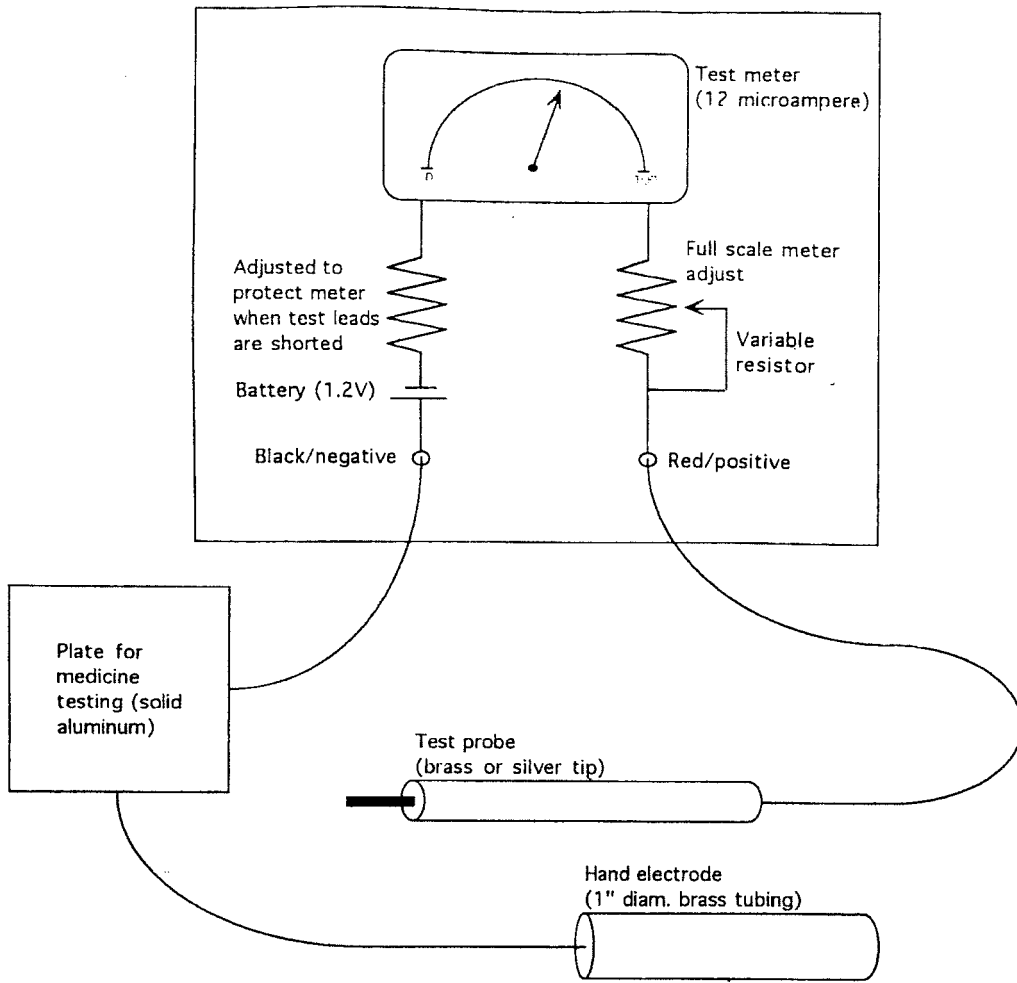 Test meter
(12 microampere)
Adjusted to
protect meter
when test leads
are shorted
Full scale meter
adjust
Variable
resistor
Battery (1.2V)
Black/negative
Red/positive
Plate for
medicine
testing (solid
aluminum)
Test probe
(brass or silver tip)
Hand electrode
(1" diam. brass tubing)